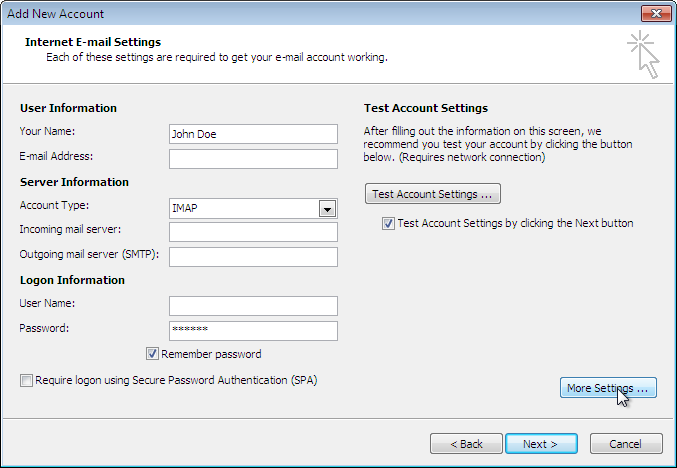 Add New Account
Internet E-mail Settings
Each of these settings are required to get your e-mail account working.
User Information
Your Name:
John Doe
E-mail Address:
Server Information
Account Type:
IMAP
Incoming mail server:
Outgoing mail server (SMTP):
Logon Information
User Name:
Password:
******
Remember password
Require logon using Secure Password Authentication (SPA)
Test Account Settings
After filling out the information on this screen, we
recommend you test your account by clicking the button
below. (Requires network connection)
Test Account Settings ...
Test Account Settings by clicking the Next button
More Settings ...
< Back
Next >
Cancel